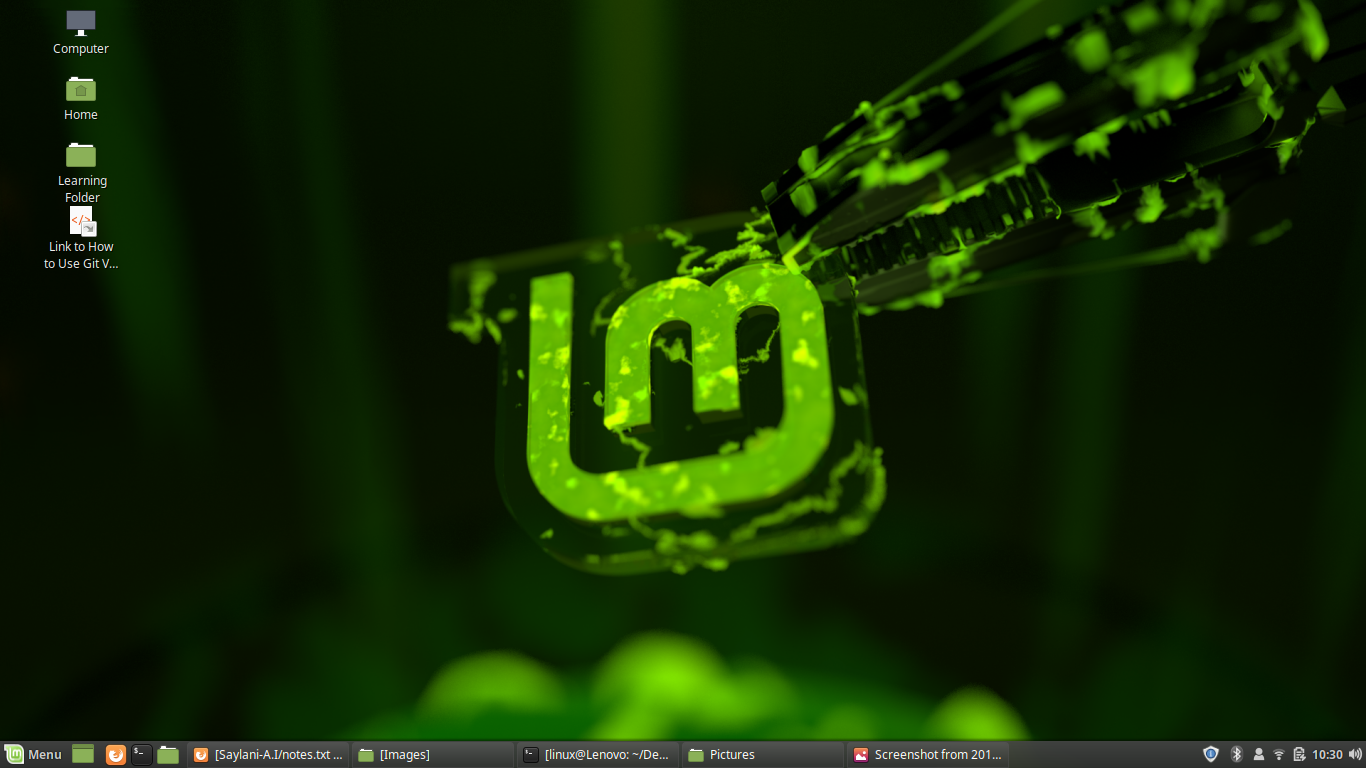 Computer
Home
Learning
Folder
Link to How
to Use Git V...
Menu
[Saylani-A.I/notes.txt ...
[Images]
[linux@Lenovo: ~/De...
Pictures
Screenshot from 201...
10:30